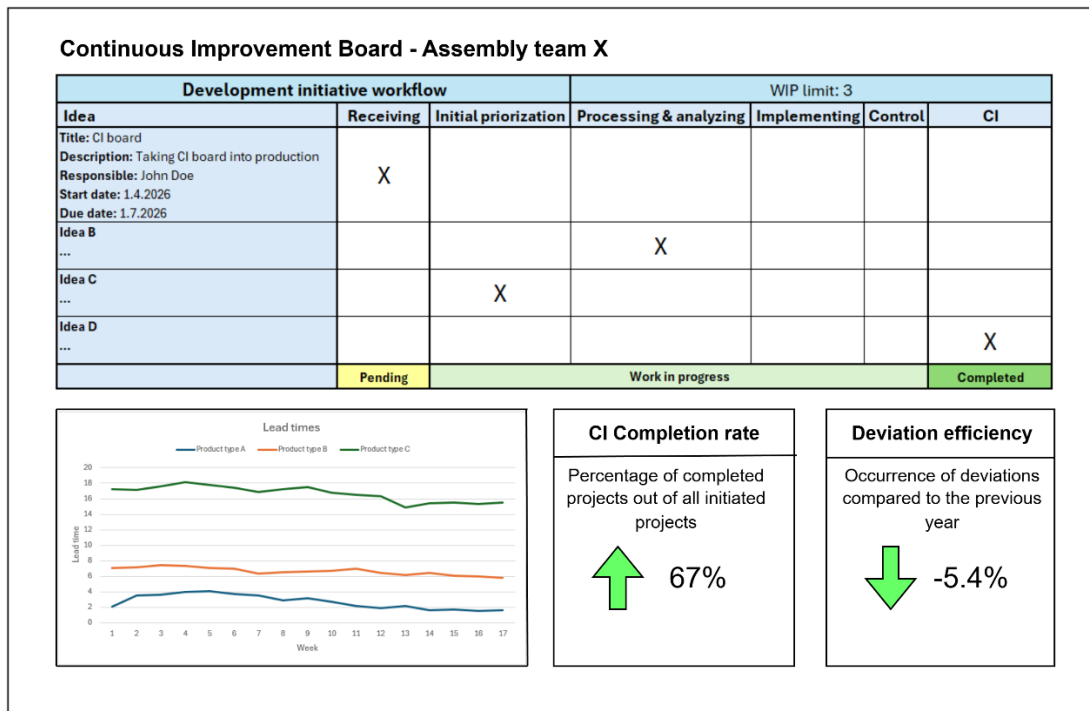 Continuous Improvement Board - Assembly team X
Development initiative workflow
WIP limit: 3
Idea
Receiving
Initial priorization
Processing & analyzing
Implementing
Control
CI
Title: CI board
Description: Taking CI board into production
Responsible: John Doe
Start date: 1.4.2026
Due date: 1.7.2026
X
Idea B
...
X
Idea C
...
X
Idea D
...
X
Pending
Work in progress
Completed
Lead times
Product type A
Product type B
Product type C
Lead time
20
18
16
14
12
10
8
6
4
2
0
1 2 3 4 5 6 7 8 9 10 11 12 13 14 15 16 17
Week
CI Completion rate
Percentage of completed
projects out of all initiated
projects
67%
Deviation efficiency
Occurrence of deviations
compared to the previous
year
-5.4%